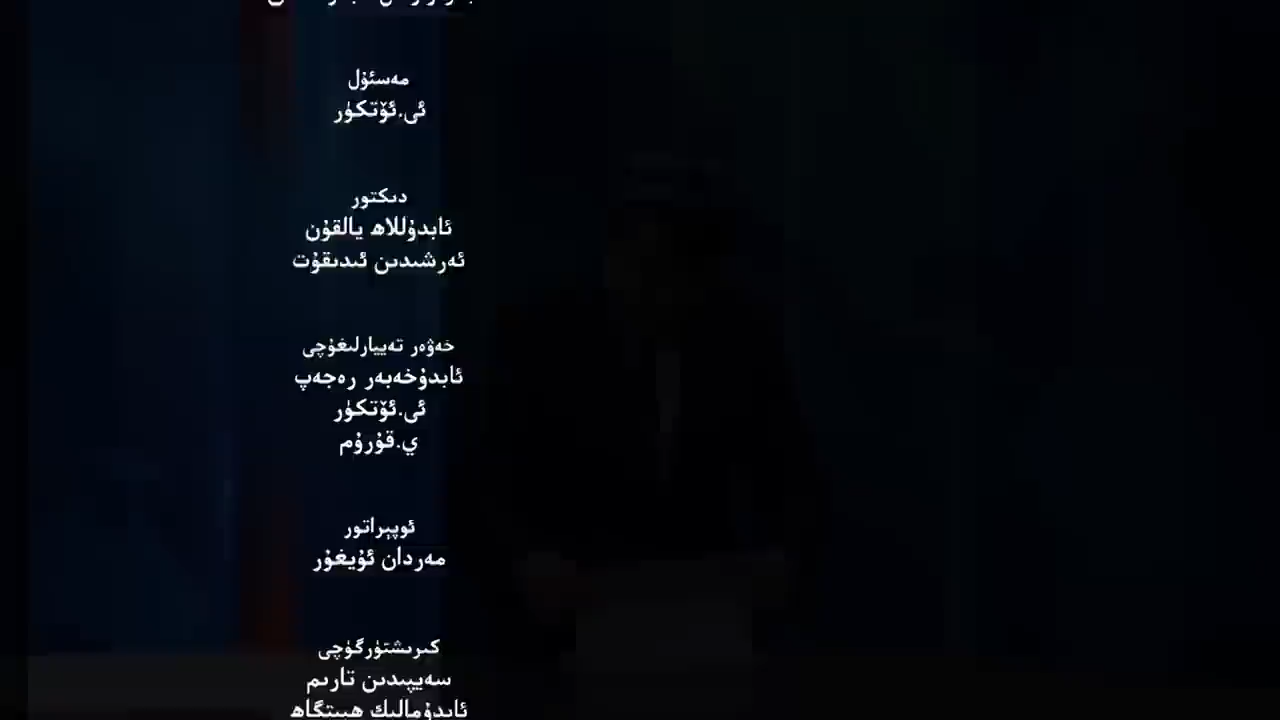 مەسئۇل
ئى.ئۆتكۈر
دىكتور
ئابدۇللاھ يالقۇن
ئەرشىدىن ئىدىقۇت
خەۋەر تەييارلىغۇچى
ئابدۇخەبەر رەجەپ
ئى.ئۆتكۈر
ي.قۇرۇم
ئوپېراتور
مەردان ئۇيغۇر
كىرىشتۈرگۈچى
سەيپىدىن تارىم
ئابدۇمالىك ھىيتگاھ